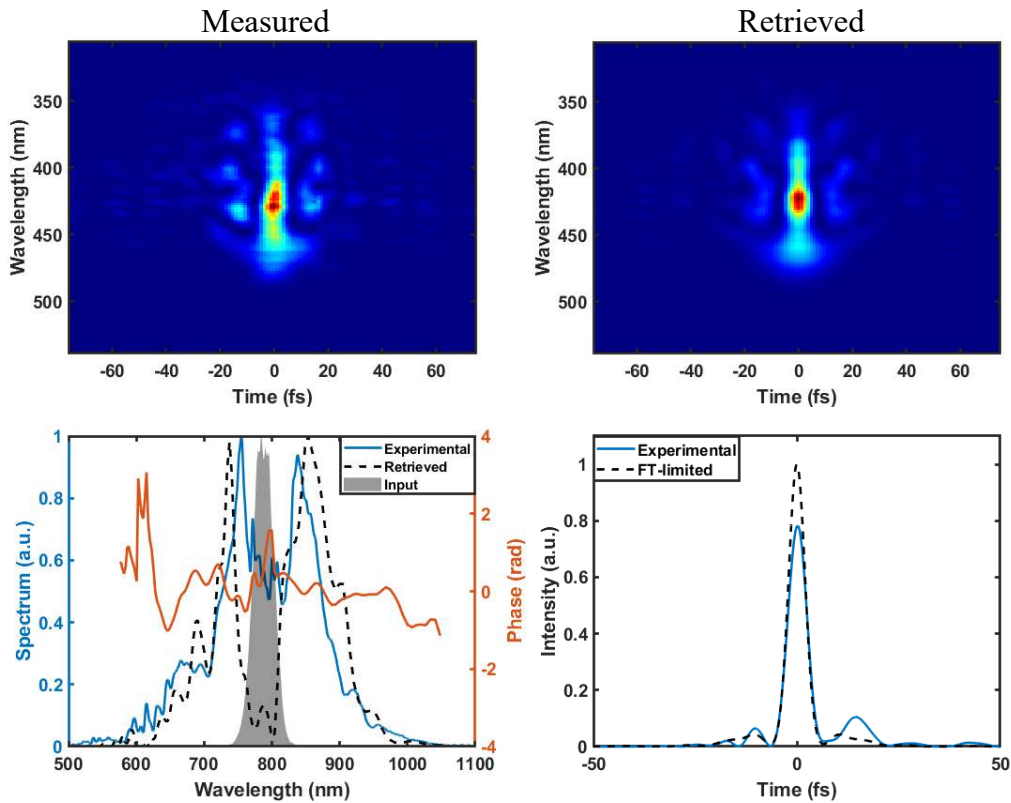 Measured
Retrieved
350
400
450
500
Wavelength (nm)
-60 -40 -20 0 20 40 60
Time (fs)
350
400
450
500
Wavelength (nm)
-60 -40 -20 0 20 40 60
Time (fs)
1
0.8
0.6
0.4
0.2
0
Spectrum (a.u.)
Experimental
Retrieved
Input
4
2
0
-2
-4
Phase (rad)
500 600 700 800 900 1000 1100
Wavelength (nm)
1
0.8
0.6
0.4
0.2
0
Intensity (a.u.)
Experimental
FT-limited
-50 0 50
Time (fs)